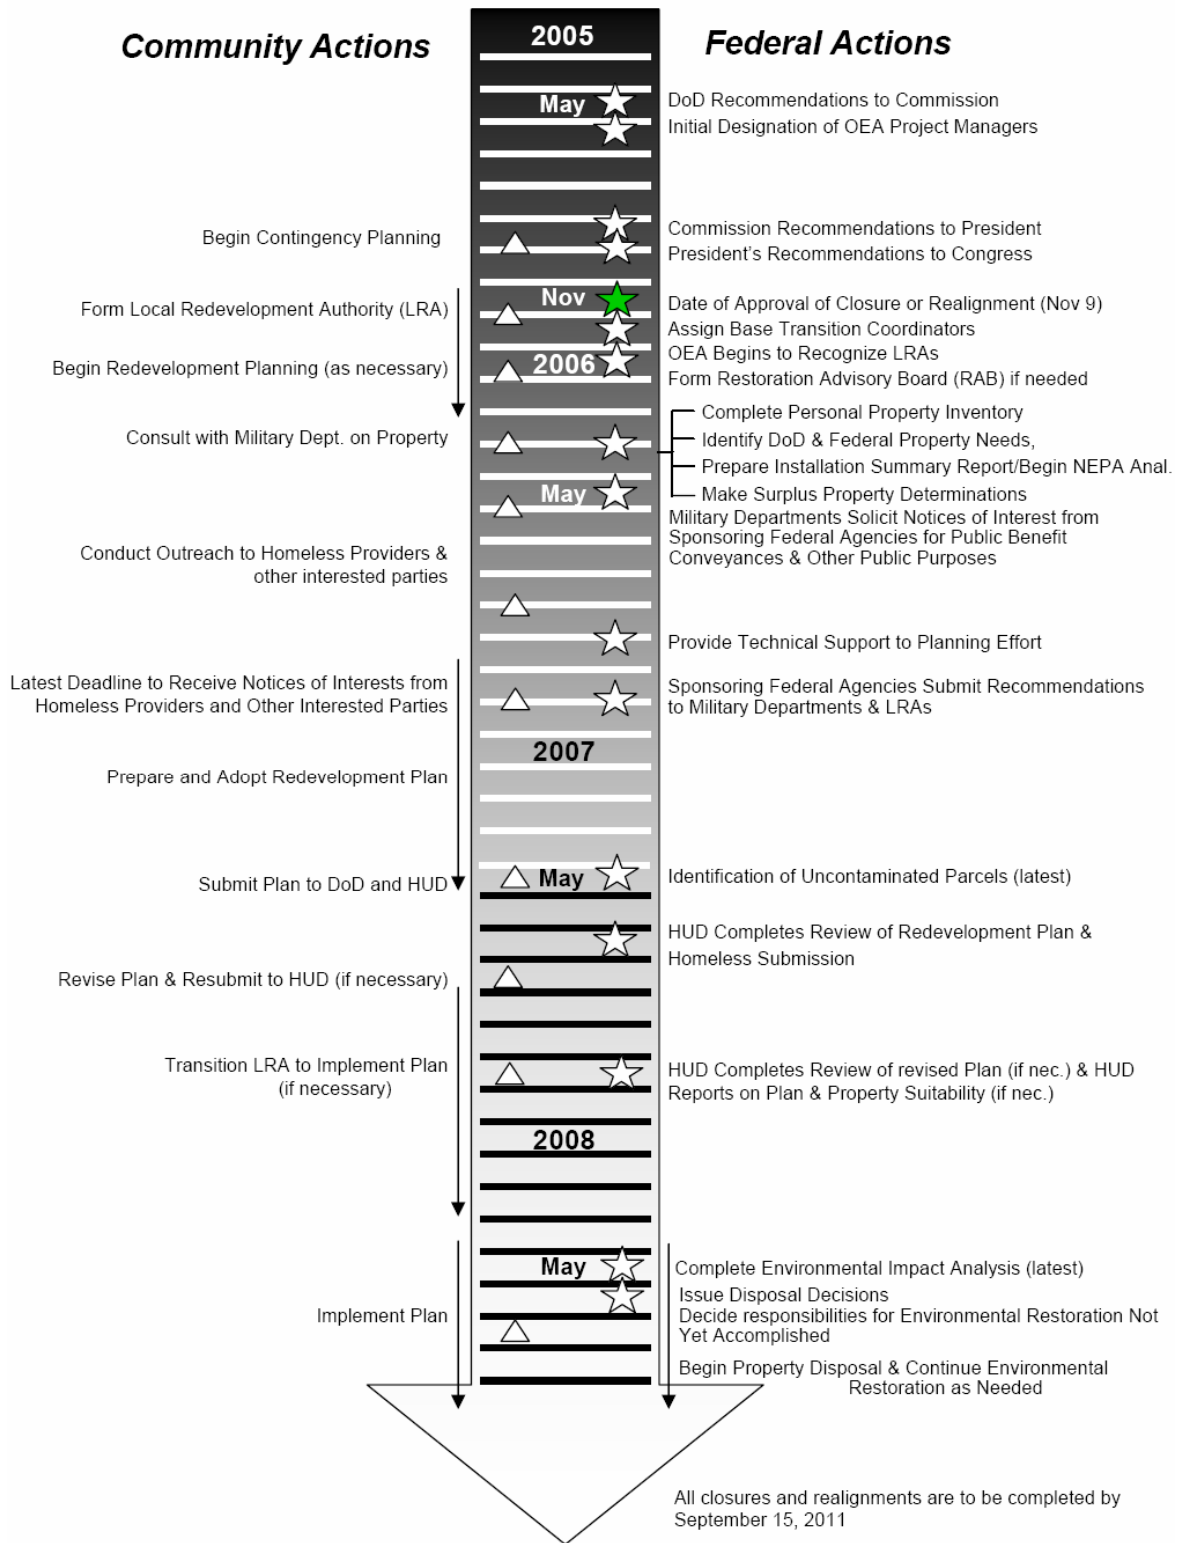 Community Actions
2005
Federal Actions
May
DoD Recommendations to Commission
Initial Designation of OEA Project Managers
Begin Contingency Planning
Commission Recommendations to President
President's Recommendations to Congress
Form Local Redevelopment Authority (LRA)
Nov
Date of Approval of Closure or Realignment (Nov 9)
Assign Base Transition Coordinators
Begin Redevelopment Planning (as necessary)
2006
OEA Begins to Recognize LRAs
Form Restoration Advisory Board (RAB) if needed
Consult with Military Dept. on Property
Complete Personal Property Inventory
Identify DoD & Federal Property Needs,
Prepare Installation Summary Report/Begin NEPA Anal.
May
Make Surplus Property Determinations
Military Departments Solicit Notices of Interest from
Sponsoring Federal Agencies for Public Benefit
Conveyances & Other Public Purposes
Conduct Outreach to Homeless Providers &
other interested parties
Provide Technical Support to Planning Effort
Latest Deadline to Receive Notices of Interests from
Homeless Providers and Other Interested Parties
Sponsoring Federal Agencies Submit Recommendations
to Military Departments & LRAs
2007
Prepare and Adopt Redevelopment Plan
Submit Plan to DoD and HUD
May
Identification of Uncontaminated Parcels (latest)
HUD Completes Review of Redevelopment Plan &
Homeless Submission
Revise Plan & Resubmit to HUD (if necessary)
Transition LRA to Implement Plan
(if necessary)
HUD Completes Review of revised Plan (if nec.) & HUD
Reports on Plan & Property Suitability (if nec.)
2008
May
Complete Environmental Impact Analysis (latest)
Issue Disposal Decisions
Implement Plan
Decide responsibilities for Environmental Restoration Not
Yet Accomplished
Begin Property Disposal & Continue Environmental
Restoration as Needed
All closures and realignments are to be completed by
September 15, 2011